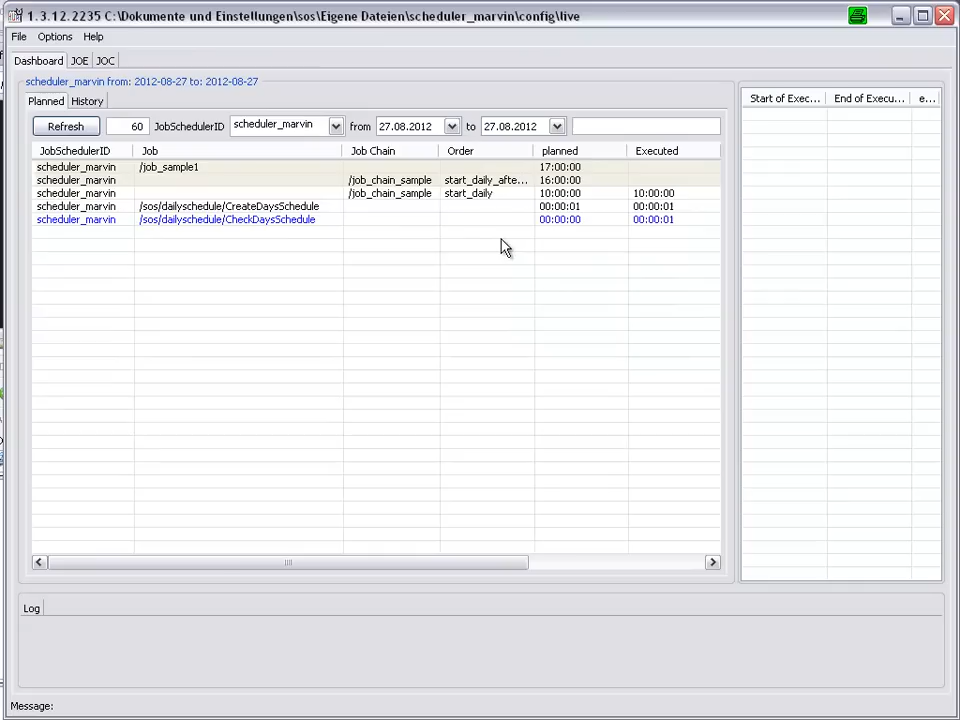 1.3.12.2235 C:\Dokumente und Einstellungen\sos\Eigene Dateien\scheduler_marvin\config\live
File Options Help
Dashboard JOE JOC
scheduler_marvin from: 2012-08-27 to: 2012-08-27
Planned History
Refresh 60 JobSchedulerID scheduler_marvin from 27.08.2012 to 27.08.2012
JobSchedulerID Job Job Chain Order planned Executed
scheduler_marvin /job_sample1 17:00:00
scheduler_marvin /job_chain_sample start_daily_afte... 16:00:00
scheduler_marvin /job_chain_sample start_daily 10:00:00 10:00:00
scheduler_marvin /sos/dailyschedule/CreateDaysSchedule 00:00:01 00:00:01
scheduler_marvin /sos/dailyschedule/CheckDaysSchedule 00:00:00 00:00:01
Start of Exec... End of Execu... e...
Log
Message: